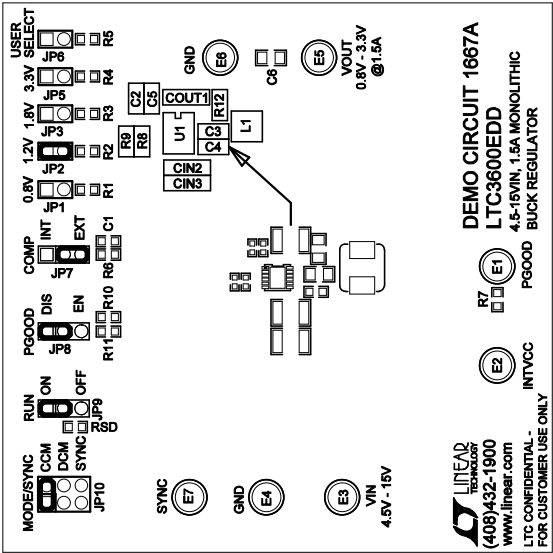 USER
SELECT
JP6
R5
3.3V
JP5
R4
1.8V
JP3
R3
1.2V
JP2
R2
0.8V
JP1
R1
COMP
INT
EXT
JP7
C1
R6
PGOOD
DIS
EN
JP8
R10
R11
RUN
ON
OFF
JP9
RSD
MODE/SYNC
CCM
DCM
SYNC
JP10
GND
E6
C6
E5
VOUT
0.8V - 3.3V
@1.5A
C2
C5
COUT1
R12
R9
R8
U1
C3
C4
L1
CIN2
CIN3
SYNC
E7
GND
E4
E3
VIN
4.5V - 15V
DEMO CIRCUIT 1667A
LTC3600EDD
4.5-15VIN, 1.5A MONOLITHIC
BUCK REGULATOR
E1
PGOOD
R7
E2
INTVCC
LINEAR
TECHNOLOGY
(408)432-1900
www.linear.com
LTC CONFIDENTIAL -
FOR CUSTOMER USE ONLY